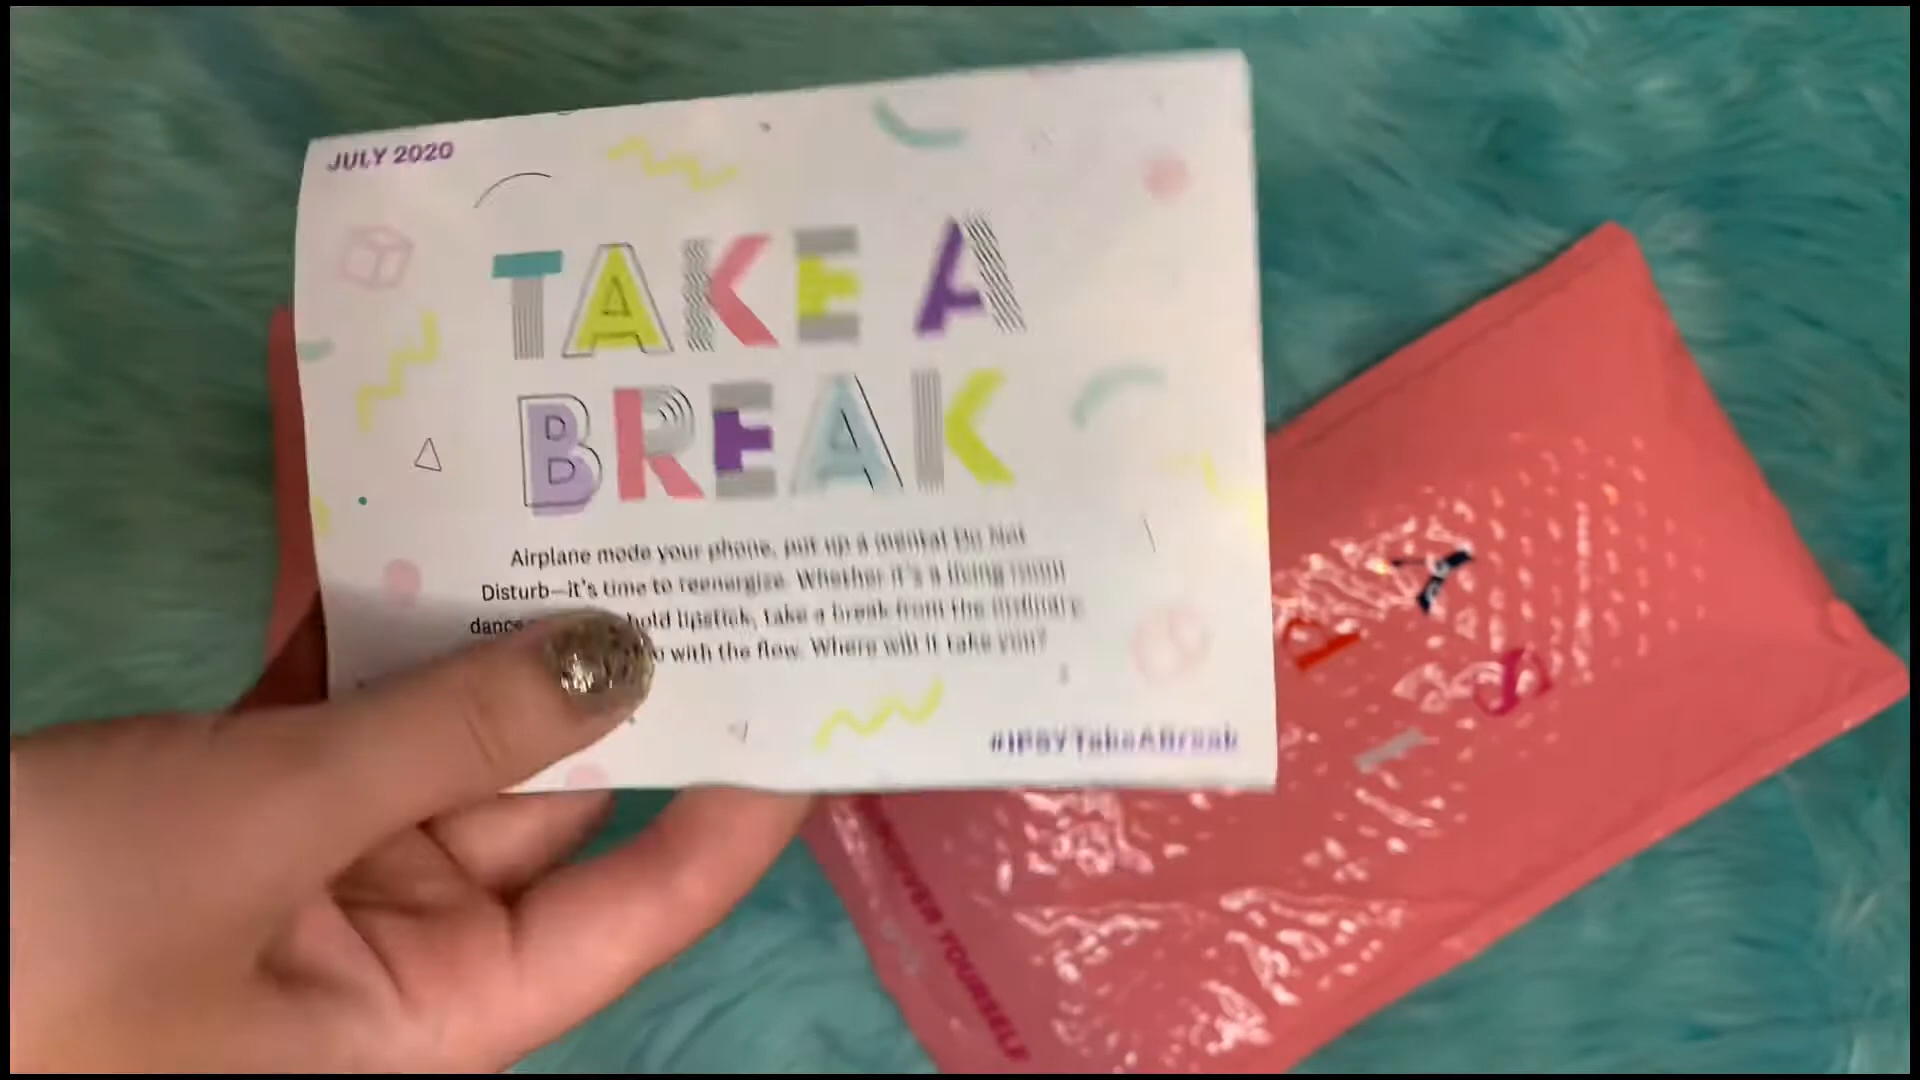 JULY 2020
TAKE A
BREAK
Airplane mode your phone, put up a mental Do Not
Disturb—it's time to reenergize. Whether it's a living room
dance bold lipstick, take a break from the ordinary
with the flow. Where will it take you?
#IPSYTakeABreak
I P S Y
YOURSELF